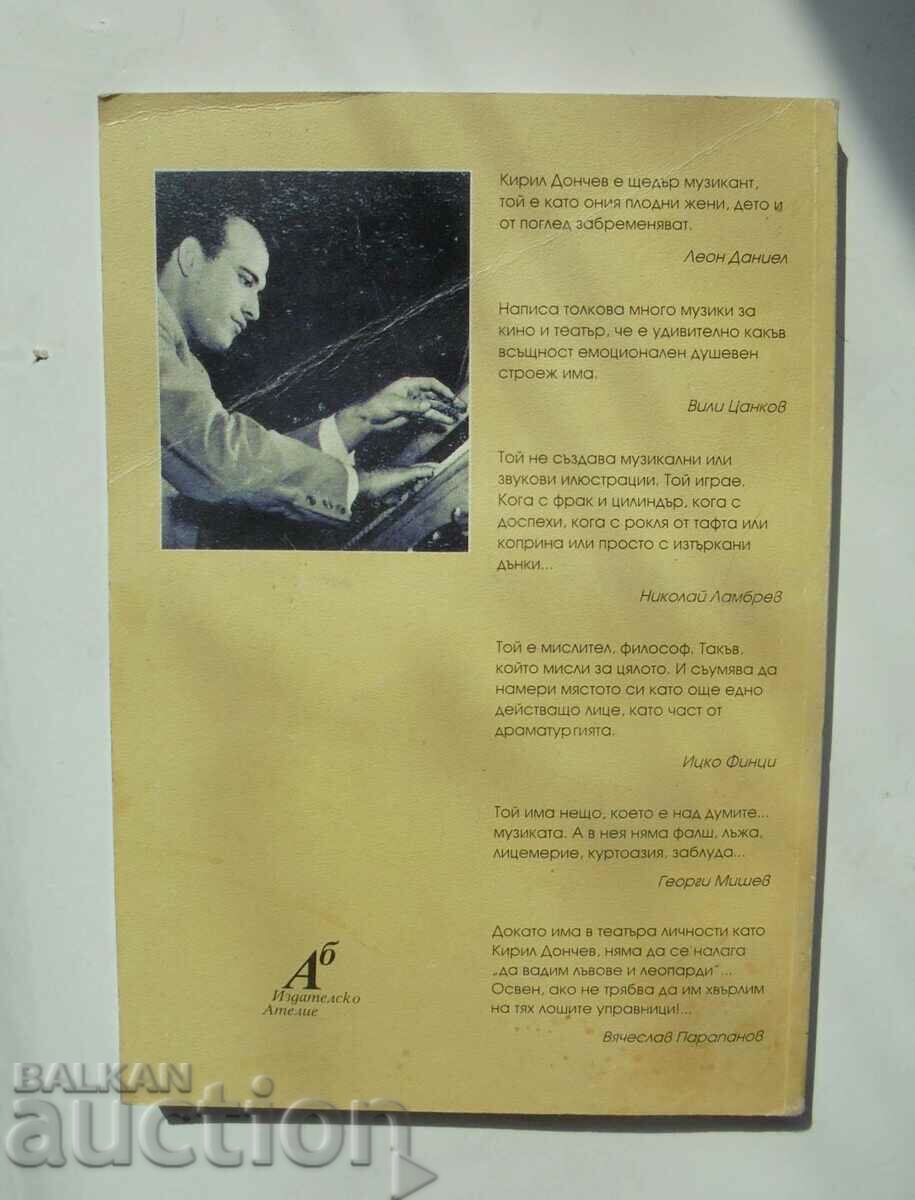 Кирил Дончев е щедър музикант,
той е като ония плодни жени, дето и
от поглед забременяват.
Леон Даниел
Написа толкова много музики за
кино и театър, че е удивително какъв
всъщност емоционален душевен
строеж има.
Вили Цанков
Той не създава музикални или
звукови илюстрации. Той играе.
Кога с фрак и цилиндър, кога с
доспехи, кога с рокля от тафта или
коприна или просто с изтъркани
дънки...
Николай Ламбрев
Той е мислител, философ. Такъв,
който мисли за цялото. И съумява да
намери мястото си като още едно
действащо лице, като част от
драматургията.
Ицко Финци
Той има нещо, което е над думите...
музиката. А в нея няма фалш, лъжа,
лицемерие, куртоазия, заблуда...
Георги Мишев
Докато има в театъра личности като
Кирил Дончев, няма да се налага
„да вадим лъвове и леопарди"...
Освен, ако не трябва да им хвърлим
на тях лошите управници!...
Вячеслав Парапанов
Аб
Издателско
Ателие
BALKAN
auction